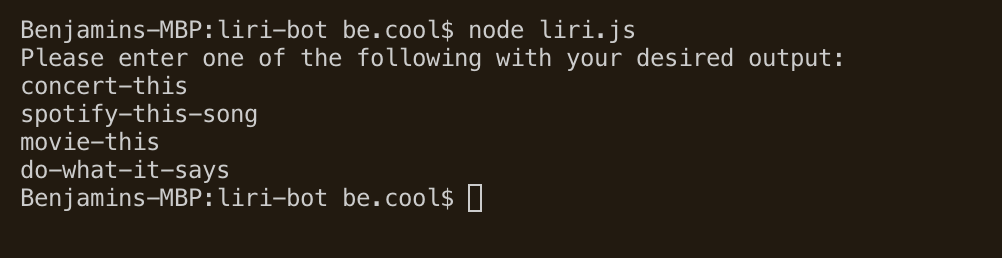 Benjamins-MBP:liri-bot be.cool$ node liri.js
Please enter one of the following with your desired output:
concert-this
spotify-this-song
movie-this
do-what-it-says
Benjamins-MBP:liri-bot be.cool$